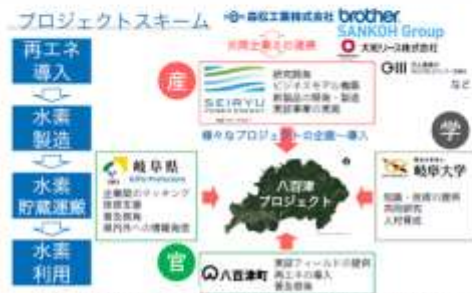 プロジェクトスキーム
森松工業株式会社
brother
SANKOH Group
大和リース株式会社
など
共同企業との連携
再エネ
導入
水素
製造
水素
貯蔵運搬
水素
利用
産
SEIRYU
研究開発
ビジネスモデル構築
新製品の開発・製造
実証事業の実施
様々なプロジェクトの企画〜導入
学
岐阜県
企業間のマッチング
技術支援
普及啓発
県内外への情報発信
八百津
プロジェクト
岐阜大学
知識・技術の提供
共同研究
人材育成
官
八百津町
実証フィールドの提供
再エネの導入
普及啓発